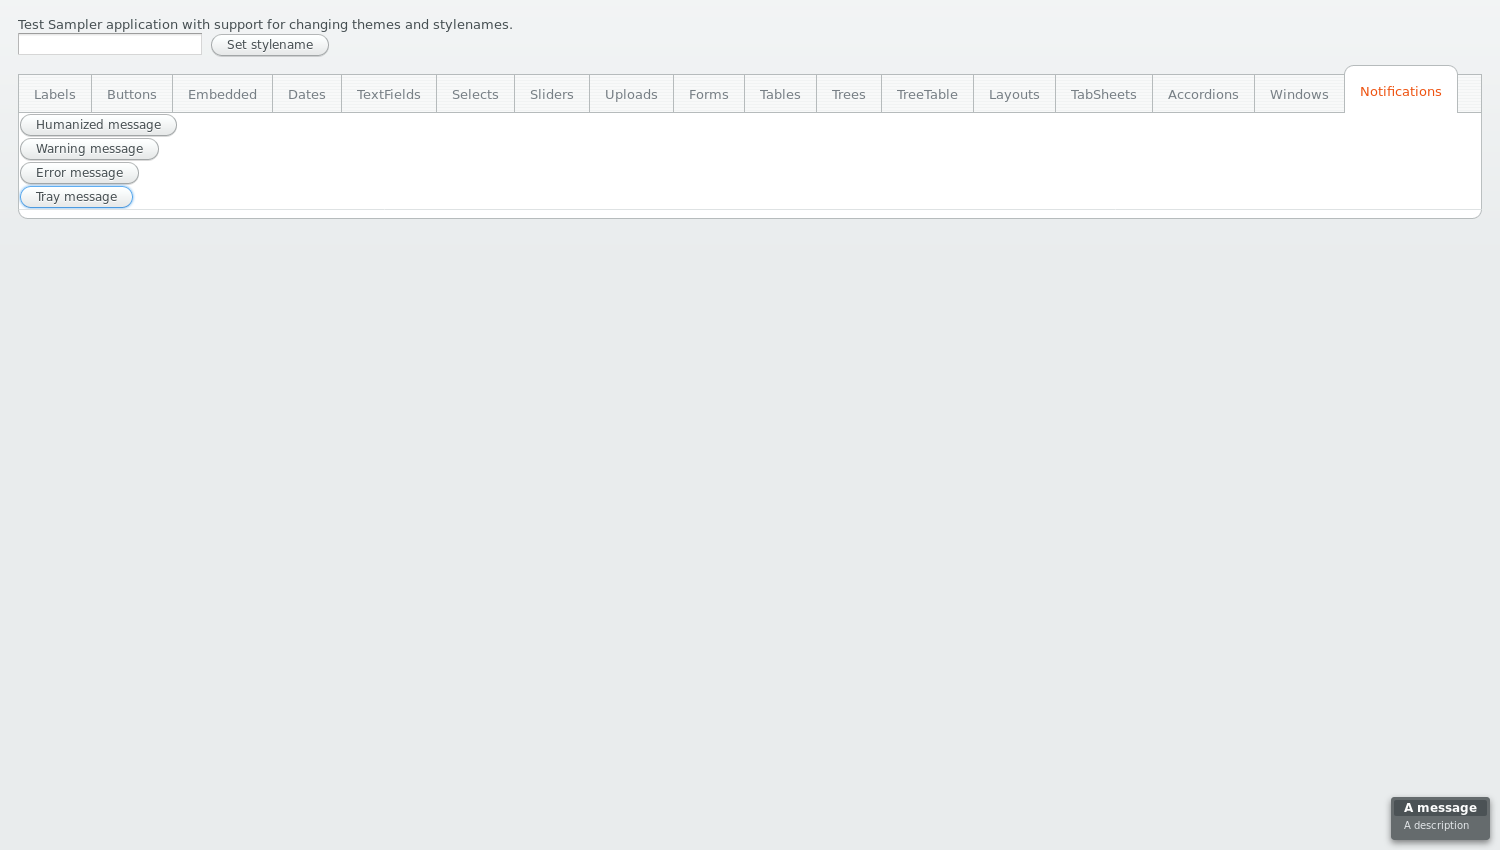 Test Sampler application with support for changing themes and stylenames.
Set stylename
Labels Buttons Embedded Dates TextFields Selects Sliders Uploads Forms Tables Trees TreeTable Layouts TabSheets Accordions Windows Notifications
Humanized message
Warning message
Error message
Tray message
A message
A description